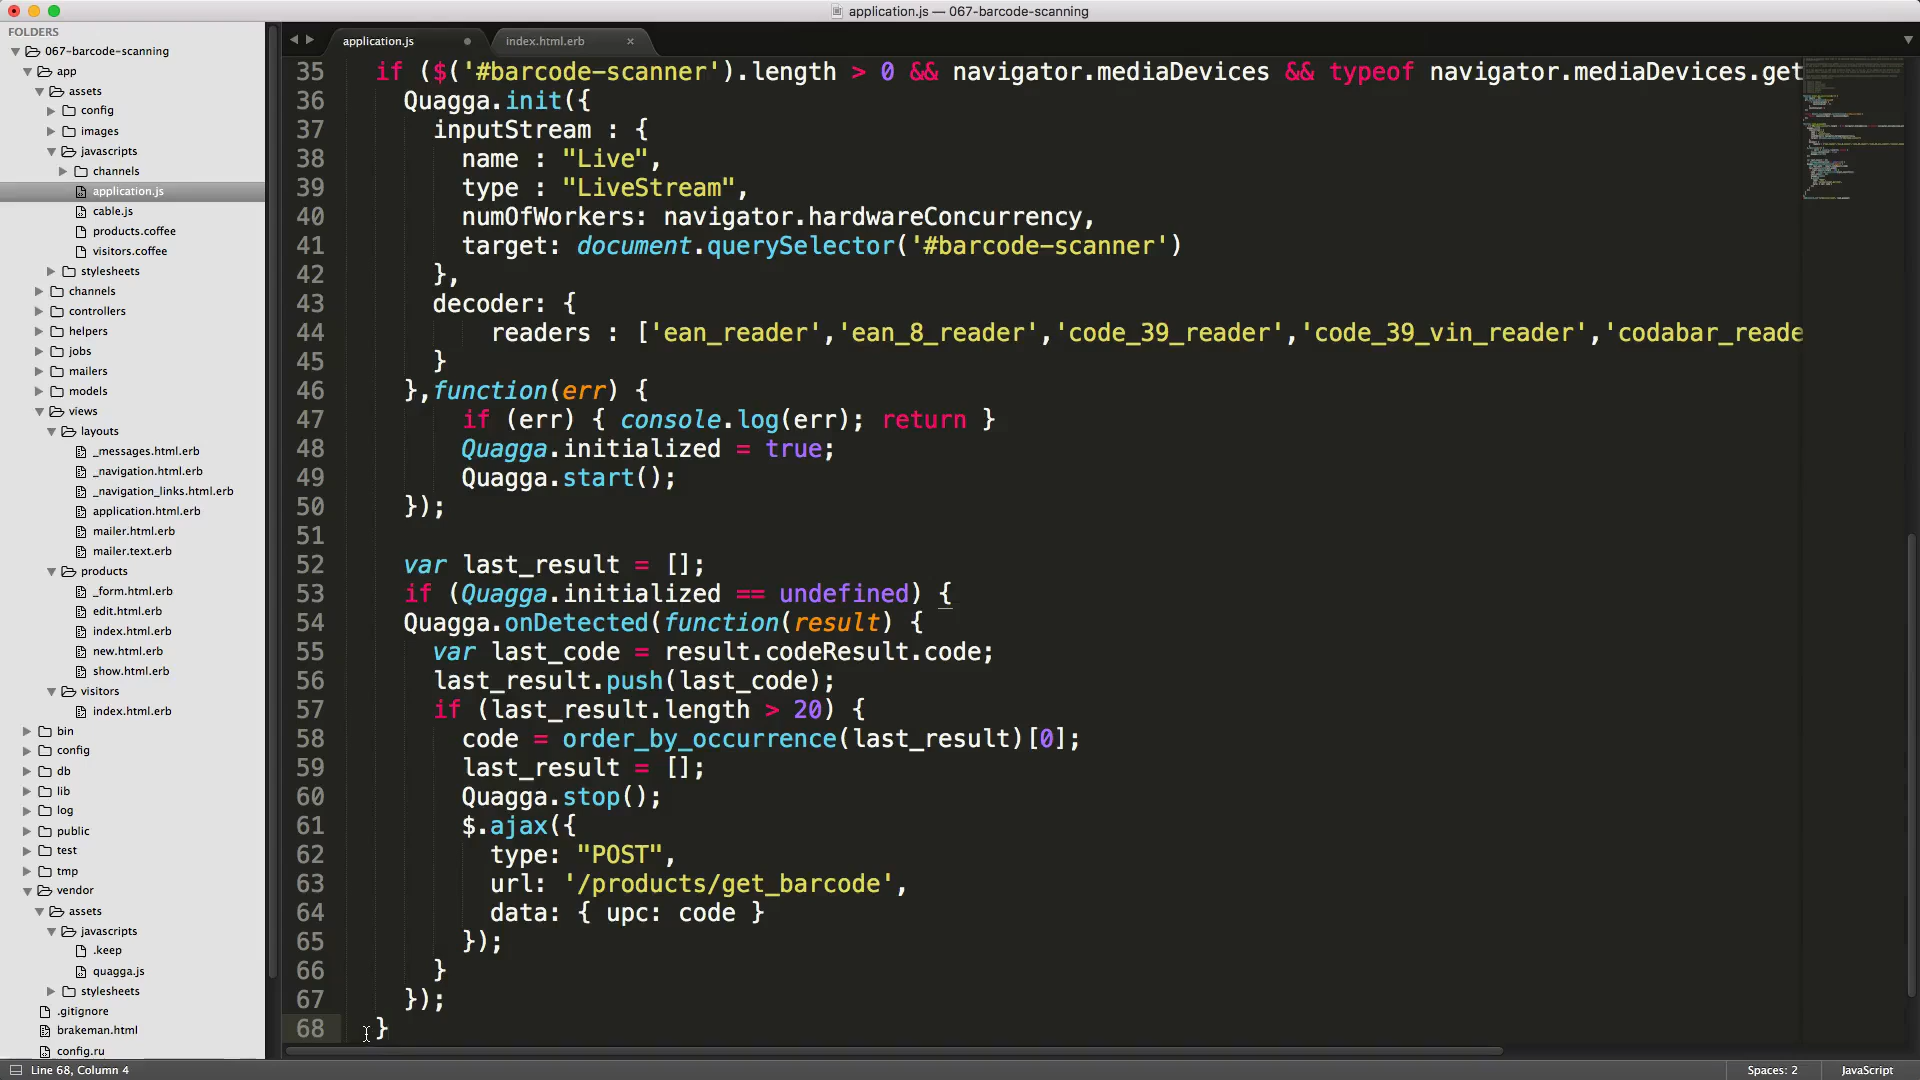 application.js — 067-barcode-scanning
FOLDERS
067-barcode-scanning
app
assets
config
images
javascripts
channels
application.js
cable.js
products.coffee
visitors.coffee
stylesheets
channels
controllers
helpers
jobs
mailers
models
views
layouts
_messages.html.erb
_navigation.html.erb
_navigation_links.html.erb
application.html.erb
mailer.html.erb
mailer.text.erb
products
_form.html.erb
edit.html.erb
index.html.erb
new.html.erb
show.html.erb
visitors
index.html.erb
bin
config
db
lib
log
public
test
tmp
vendor
assets
javascripts
.keep
quagga.js
stylesheets
.gitignore
brakeman.html
config.ru
application.js
index.html.erb
35 if ($('#barcode-scanner').length > 0 && navigator.mediaDevices && typeof navigator.mediaDevices.get
36 Quagga.init({
37 inputStream : {
38 name : "Live",
39 type : "LiveStream",
40 numOfWorkers: navigator.hardwareConcurrency,
41 target: document.querySelector('#barcode-scanner')
42 },
43 decoder: {
44 readers : ['ean_reader','ean_8_reader','code_39_reader','code_39_vin_reader','codabar_reade
45 }
46 },function(err) {
47 if (err) { console.log(err); return }
48 Quagga.initialized = true;
49 Quagga.start();
50 });
51
52 var last_result = [];
53 if (Quagga.initialized == undefined) {
54 Quagga.onDetected(function(result) {
55 var last_code = result.codeResult.code;
56 last_result.push(last_code);
57 if (last_result.length > 20) {
58 code = order_by_occurrence(last_result)[0];
59 last_result = [];
60 Quagga.stop();
61 $.ajax({
62 type: "POST",
63 url: '/products/get_barcode',
64 data: { upc: code }
65 });
66 }
67 });
68 }
Line 68, Column 4
Spaces: 2
JavaScript